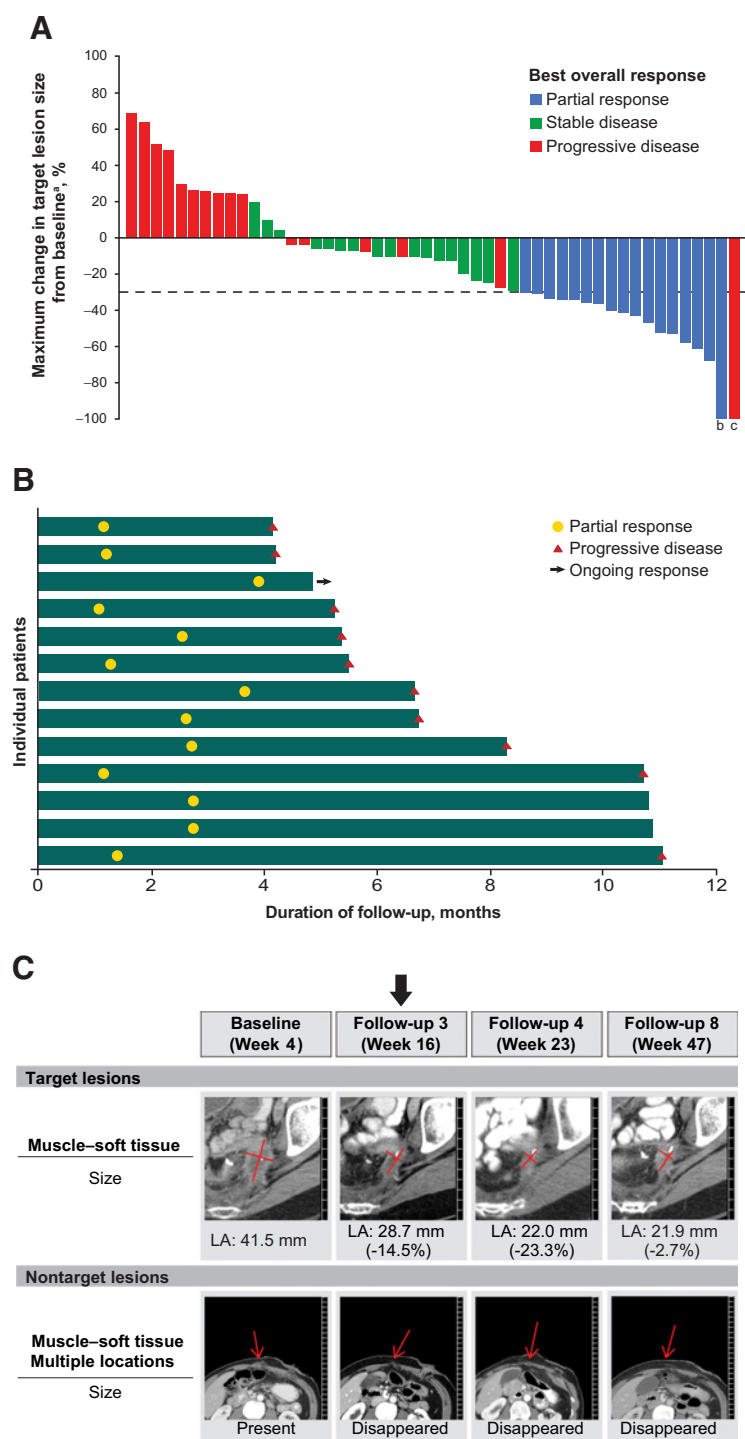 A
Maximum change in target lesion size
from baselineᵃ, %
100
80
60
40
20
0
−20
−40
−60
−80
−100
Best overall response
Partial response
Stable disease
Progressive disease
b c
B
Individual patients
Partial response
Progressive disease
Ongoing response
0 2 4 6 8 10 12
Duration of follow-up, months
C
Baseline
(Week 4)
Follow-up 3
(Week 16)
Follow-up 4
(Week 23)
Follow-up 8
(Week 47)
Target lesions
Muscle–soft tissue
Size
LA: 41.5 mm
LA: 28.7 mm
(-14.5%)
LA: 22.0 mm
(-23.3%)
LA: 21.9 mm
(-2.7%)
Nontarget lesions
Muscle–soft tissue
Multiple locations
Size
Present
Disappeared
Disappeared
Disappeared